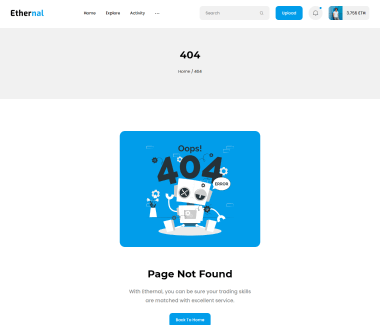 Ethernal
Home
Explore
Activity
Search
Upload
3.756 ETH
404
Home / 404
Oops!
404
ERROR
Page Not Found
With Ethernal, you can be sure your trading skills
are matched with excellent service.
Back To Home